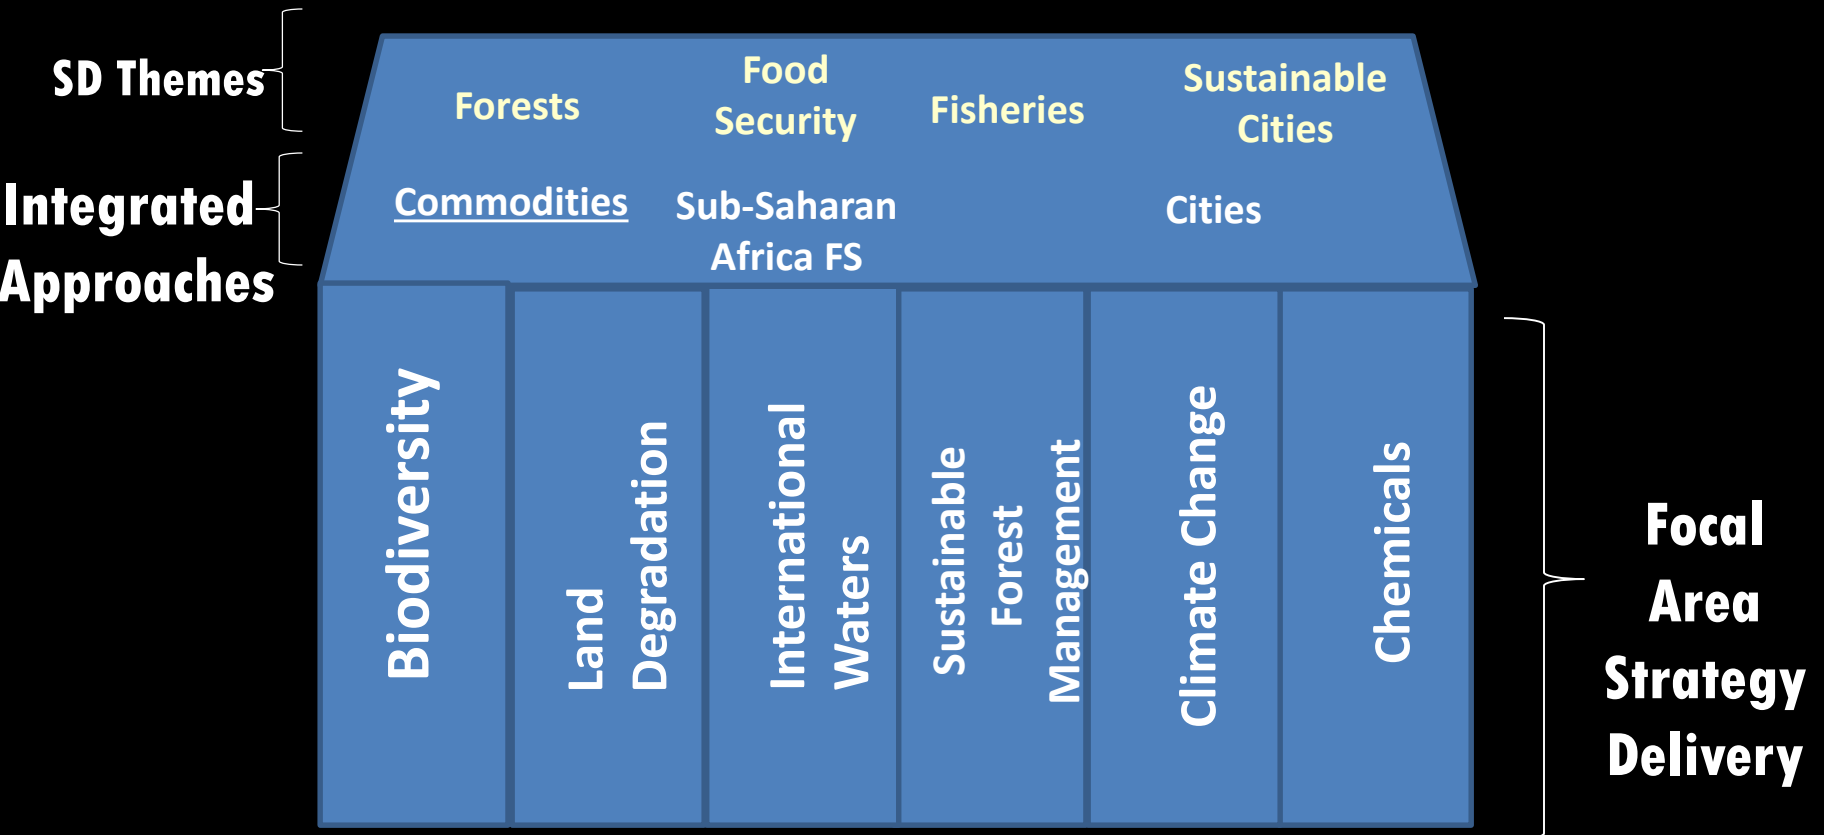 SD Themes
Forests
Food
Security
Fisheries
Sustainable
Cities
Integrated
Approaches
Commodities
Sub-Saharan
Africa FS
Cities
Biodiversity
Land
Degradation
International
Waters
Sustainable
Forest
Management
Climate Change
Chemicals
Focal
Area
Strategy
Delivery